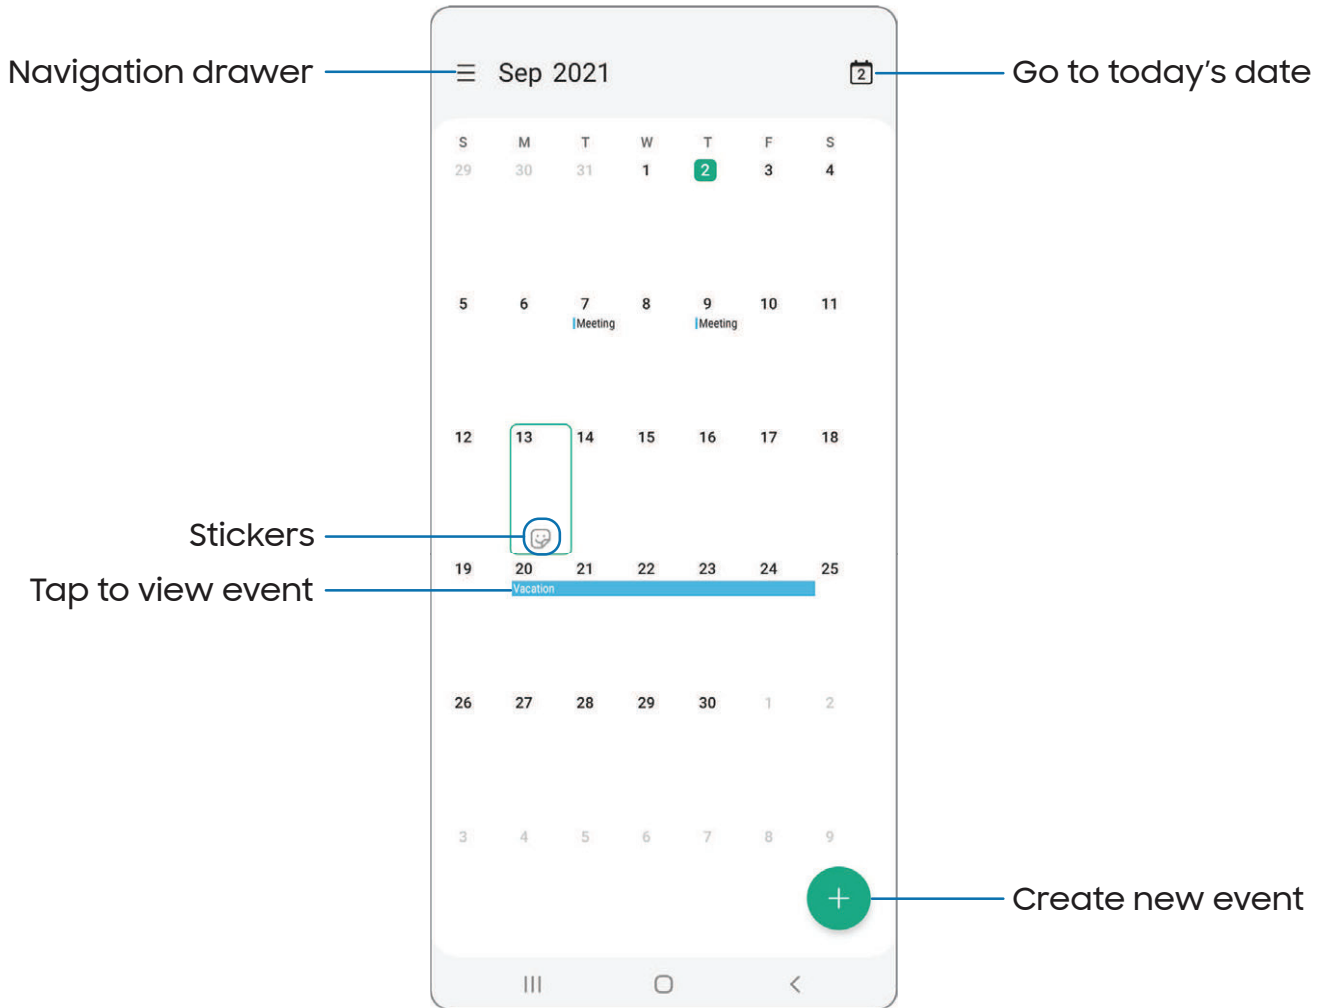 Navigation drawer
Sep 2021
2
Go to today's date
S M T W T F S
29 30 31 1 2 3 4
5 6 7 8 9 10 11
Meeting Meeting
12 13 14 15 16 17 18
Stickers
19 20 21 22 23 24 25
Tap to view event
Vacation
26 27 28 29 30 1 2
3 4 5 6 7 8 9
Create new event